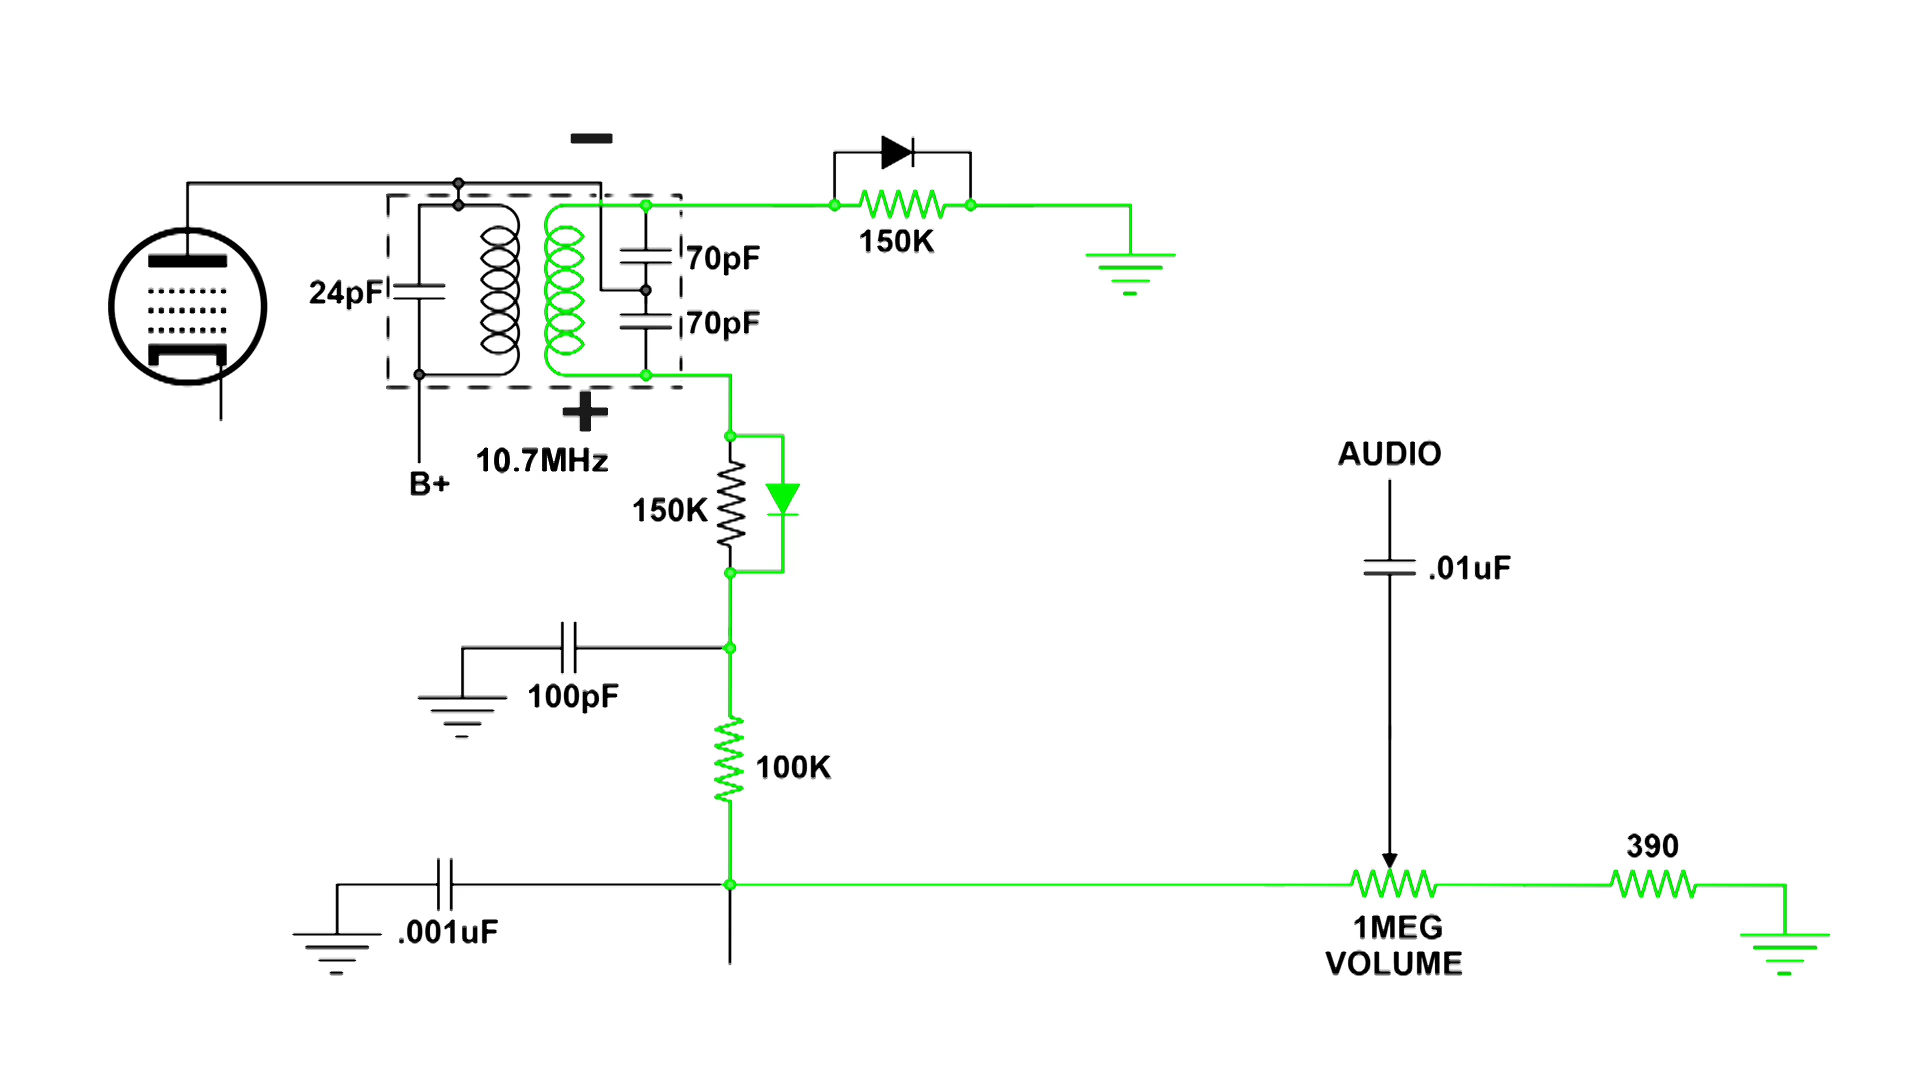 150K
70pF
24pF
70pF
+
10.7MHz
B+
150K
AUDIO
.01uF
100pF
100K
390
.001uF
1MEG
VOLUME